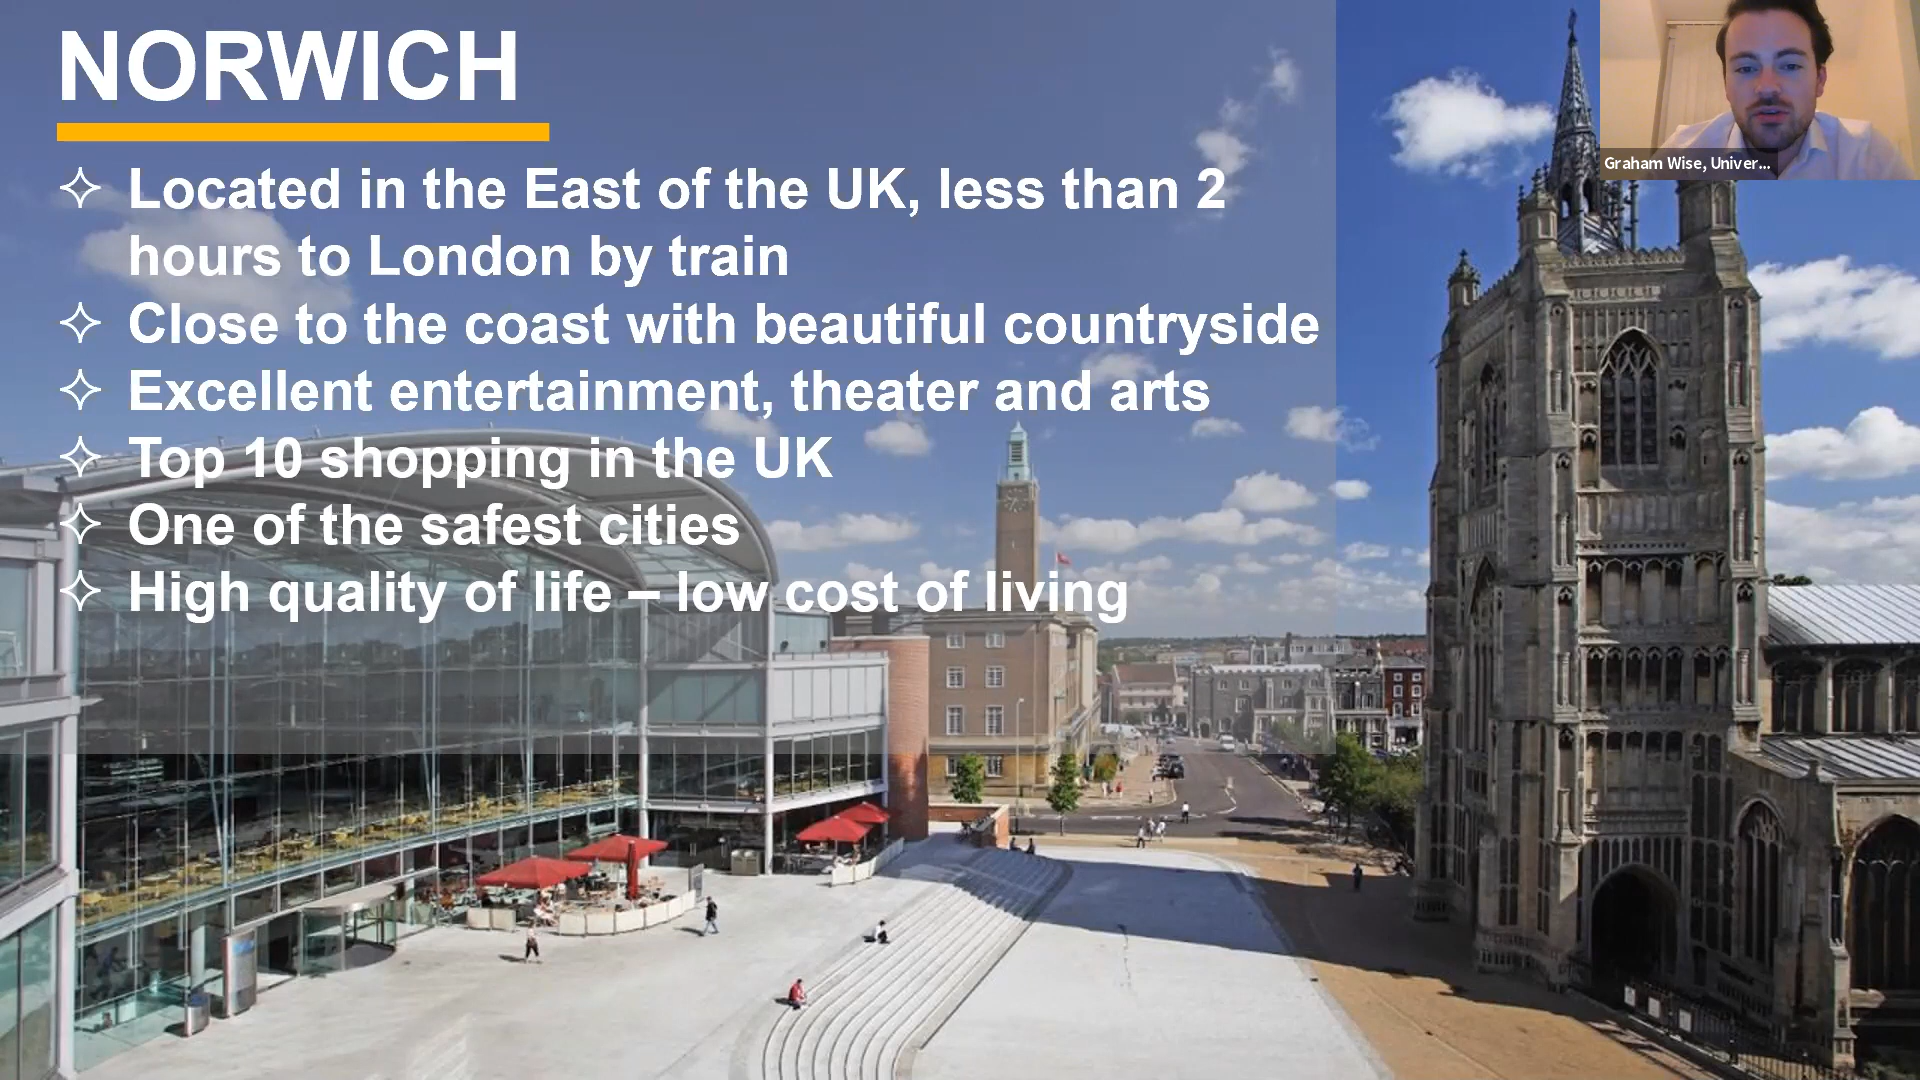 NORWICH
Graham Wise, Univer...
✧ Located in the East of the UK, less than 2
hours to London by train
✧ Close to the coast with beautiful countryside
✧ Excellent entertainment, theater and arts
✧ Top 10 shopping in the UK
✧ One of the safest cities
✧ High quality of life – low cost of living